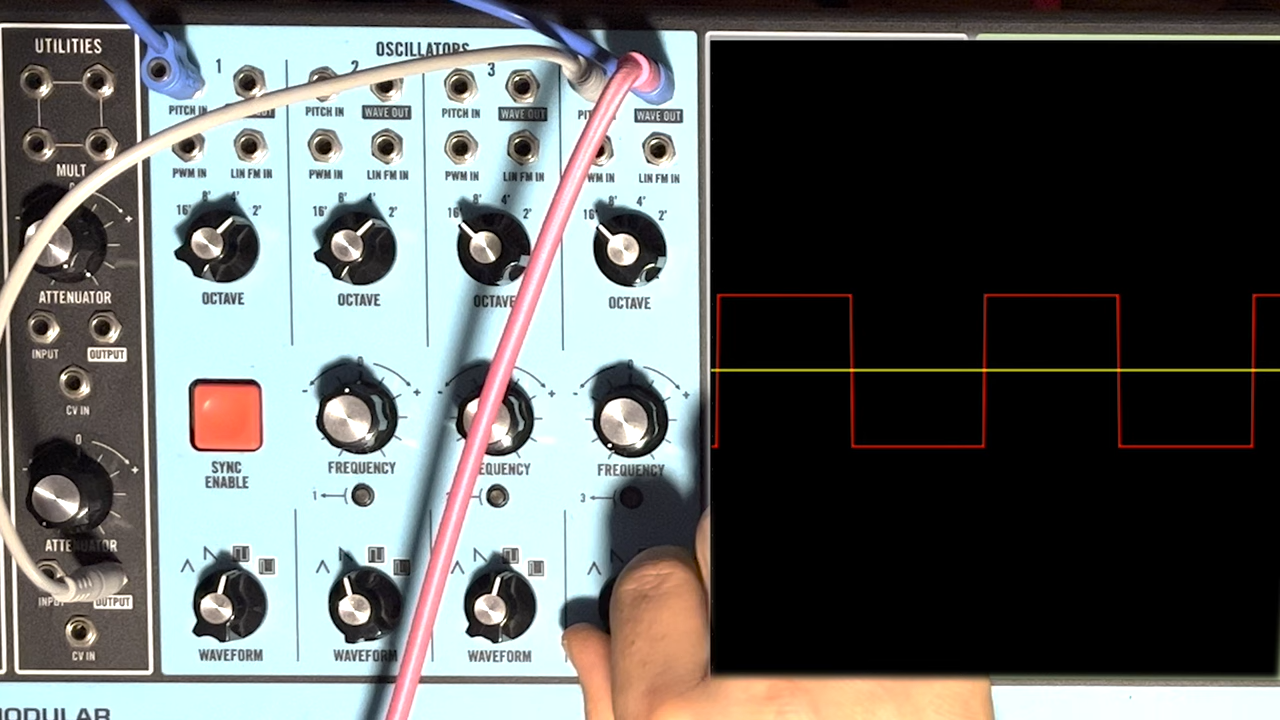 UTILITIES
MULT
ATTENUATOR
INPUT OUTPUT
CV IN
0
- +
OUTPUT
CV IN
OSCILLATORS
1 2 3
PITCH IN
PITCH IN WAVE OUT
PITCH IN WAVE OUT
WAVE OUT
PWM IN LIN FM IN
PWM IN LIN FM IN
PWM IN LIN FM IN
LIN FM IN
16' 8' 4' 2'
16' 4' 2'
16' 8' 4' 2'
16' 8' 4' 2'
OCTAVE OCTAVE OCTAVE OCTAVE
SYNC
ENABLE
- 0 +
- +
- 0 +
FREQUENCY
FREQUENCY
1
3
WAVEFORM WAVEFORM WAVEFORM